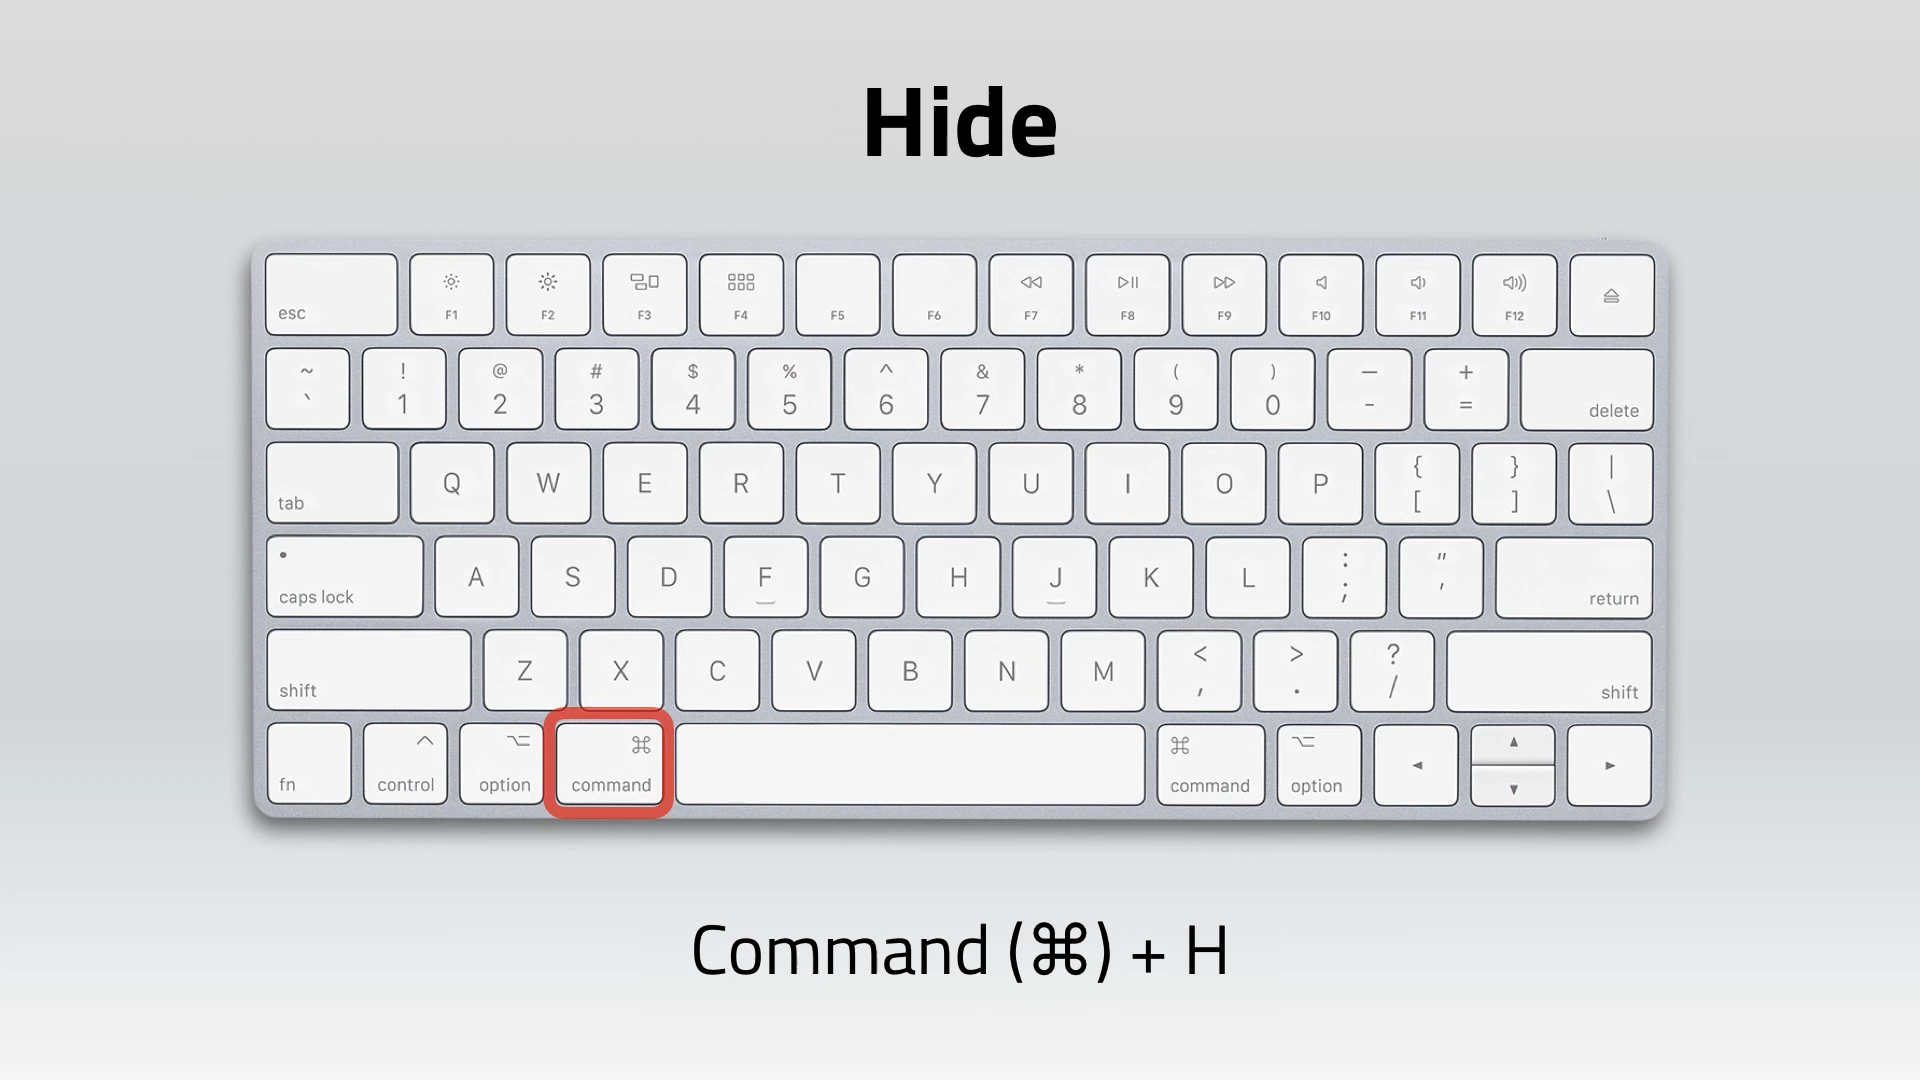 Hide
esc F1 F2 F3 F4 F5 F6 F7 F8 F9 F10 F11 F12
~ ! @ # $ % ^ & * ( ) — +
` 1 2 3 4 5 6 7 8 9 0 - = delete
tab Q W E R T Y U I O P { [ } ] | \
caps lock A S D F G H J K L : ; " ' return
shift Z X C V B N M < , > . ? / shift
fn ^ control ⌥ option ⌘ command ⌘ command ⌥ option ◂ ▴ ▾ ▸
Command (⌘) + H